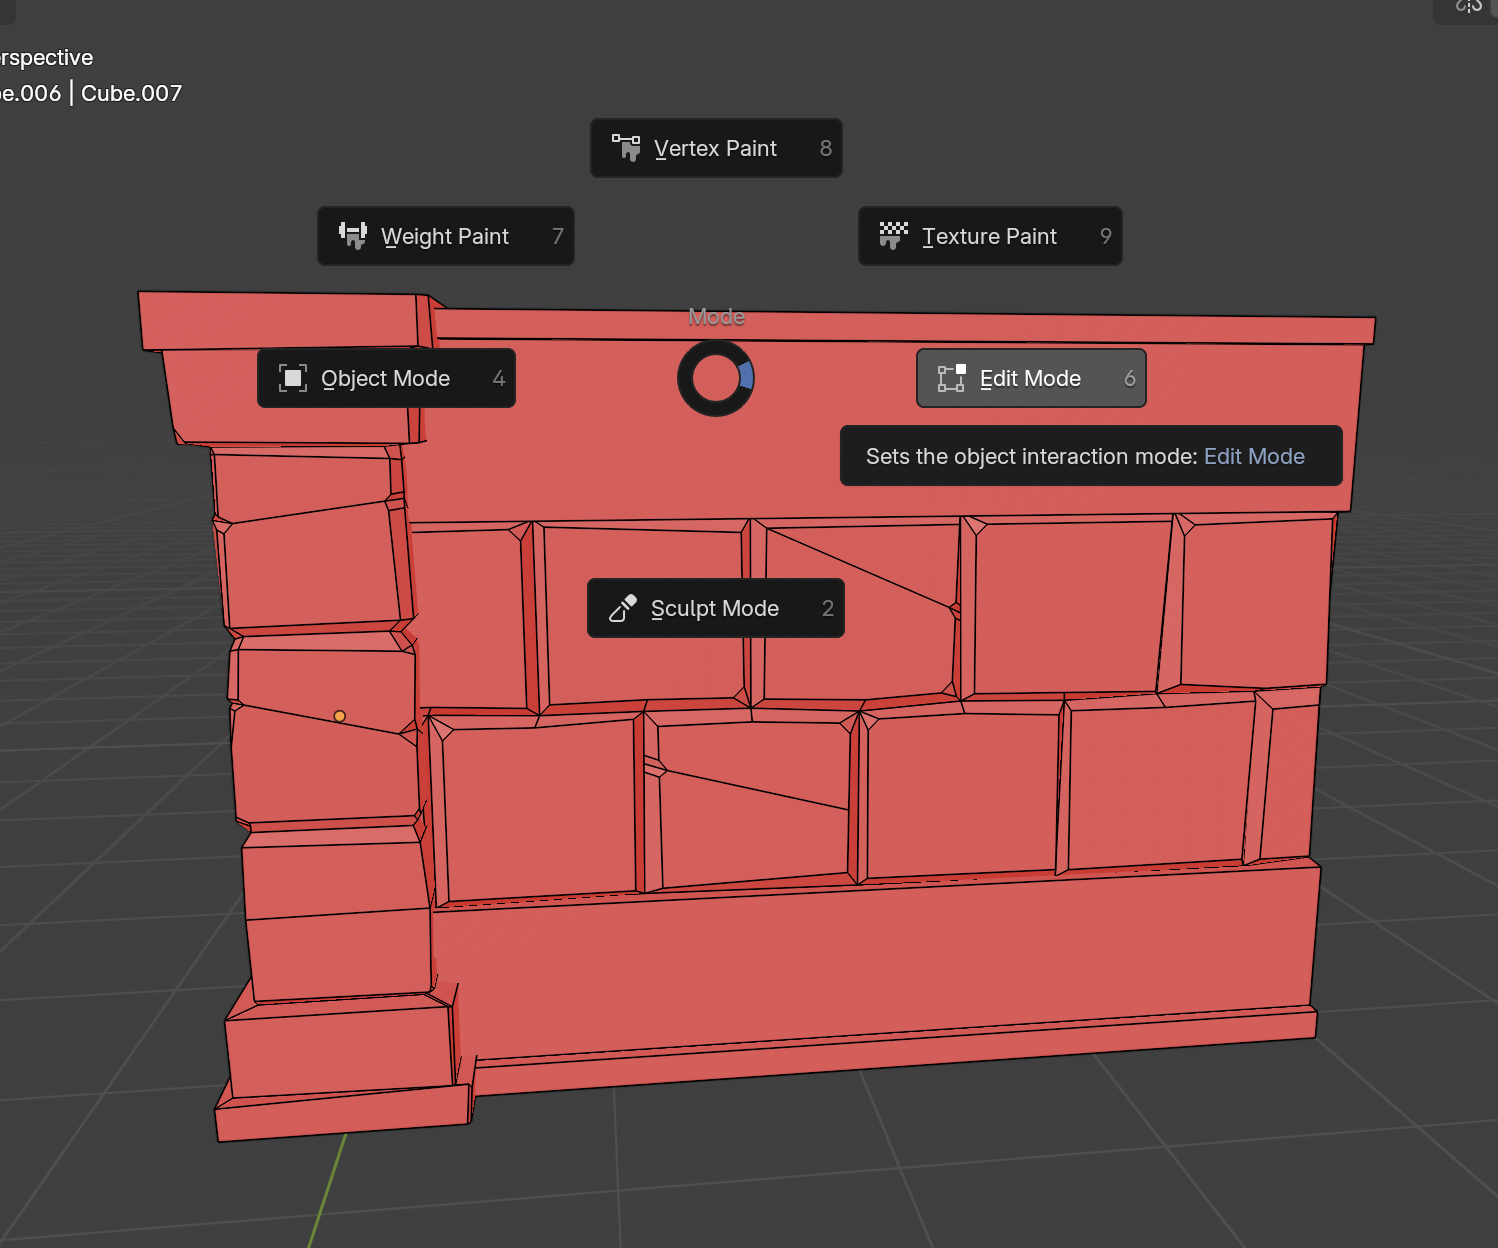 erspective
e.006 | Cube.007
Vertex Paint 8
Weight Paint 7
Texture Paint 9
Mode
Object Mode 4
Edit Mode 6
Sets the object interaction mode: Edit Mode
Sculpt Mode 2